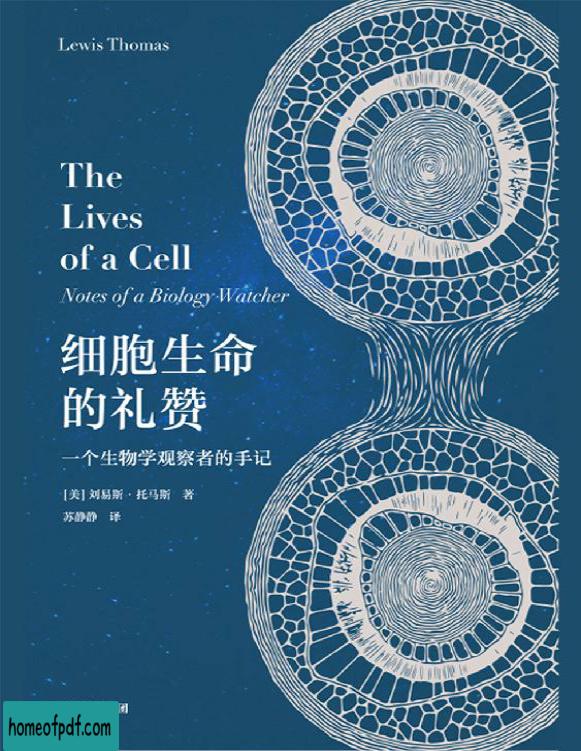 Lewis Thomas
The
Lives
of a Cell
Notes of a Biology Watcher
细胞生命
的礼赞
一个生物学观察者的手记
[美] 刘易斯·托马斯 著
苏静静 译
团
homeofpdf.com